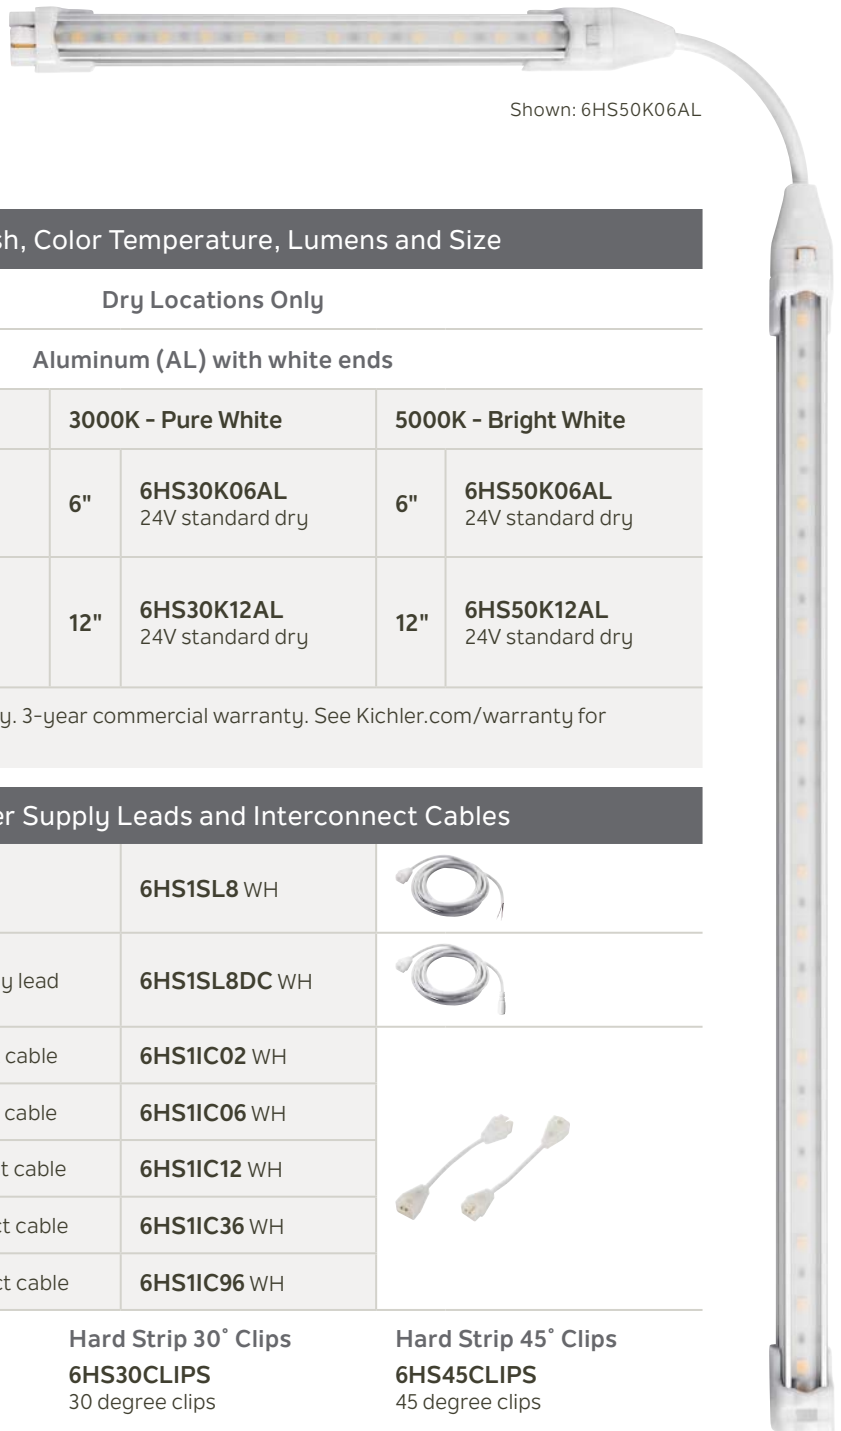 Shown: 6HS50K06AL
sh, Color Temperature, Lumens and Size
Dry Locations Only
Aluminum (AL) with white ends
3000K - Pure White
5000K - Bright White
6"
6HS30K06AL
24V standard dry
6"
6HS50K06AL
24V standard dry
12"
6HS30K12AL
24V standard dry
12"
6HS50K12AL
24V standard dry
y. 3-year commercial warranty. See Kichler.com/warranty for
er Supply Leads and Interconnect Cables
6HS1SL8 WH
y lead
6HS1SL8DC WH
cable
6HS1IC02 WH
cable
6HS1IC06 WH
t cable
6HS1IC12 WH
ct cable
6HS1IC36 WH
ct cable
6HS1IC96 WH
Hard Strip 30° Clips
6HS30CLIPS
30 degree clips
Hard Strip 45° Clips
6HS45CLIPS
45 degree clips